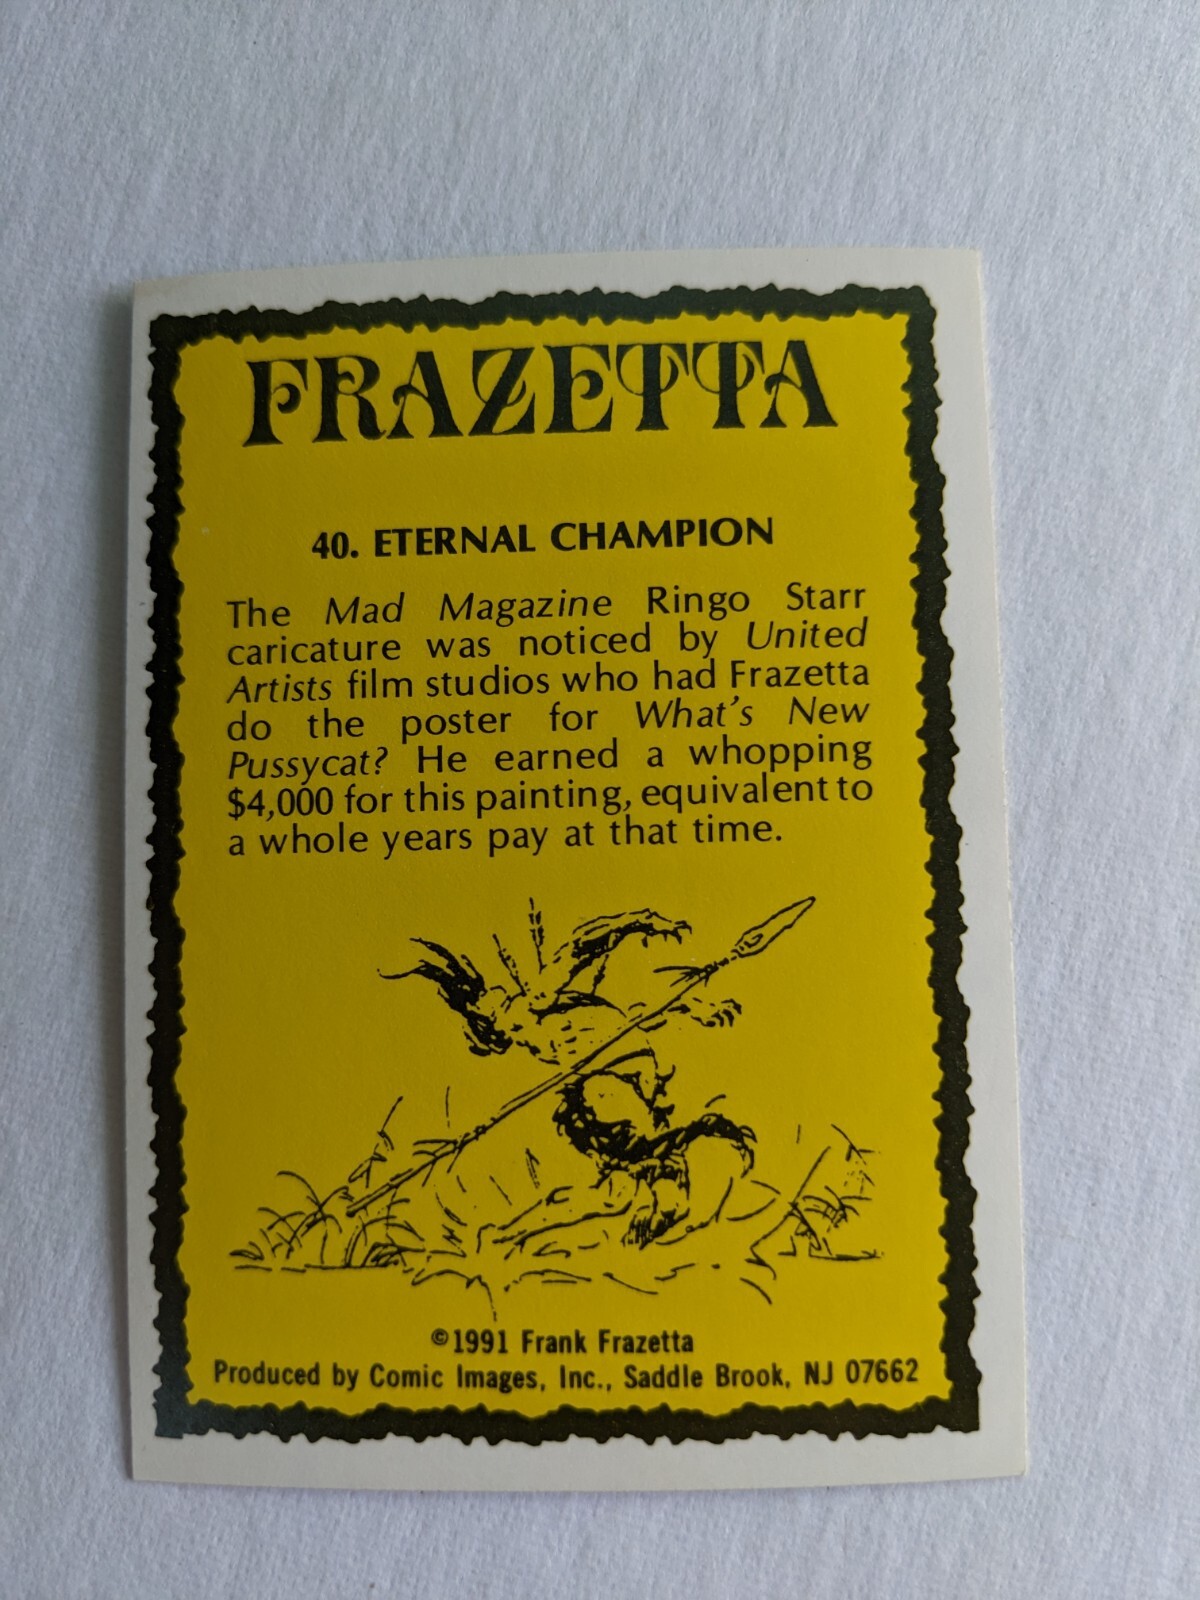 FRAZETTA
40. ETERNAL CHAMPION
The Mad Magazine Ringo Starr
caricature was noticed by United
Artists film studios who had Frazetta
do the poster for What's New
Pussycat? He earned a whopping
$4,000 for this painting, equivalent to
a whole years pay at that time.
©1991 Frank Frazetta
Produced by Comic Images, Inc., Saddle Brook, NJ 07662